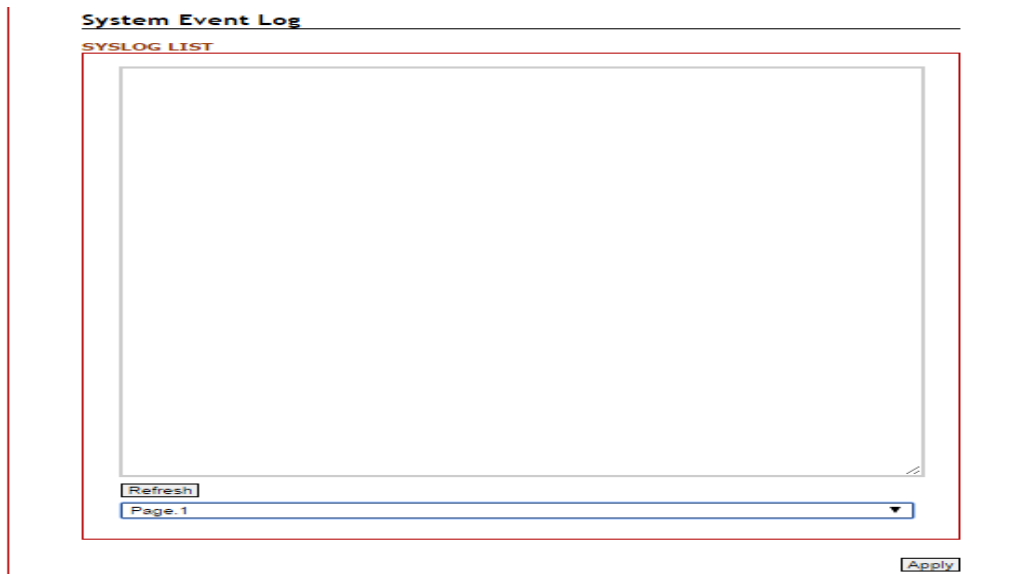 System Event Log
SYSLOG LIST
Refresh
Page.1
Apply